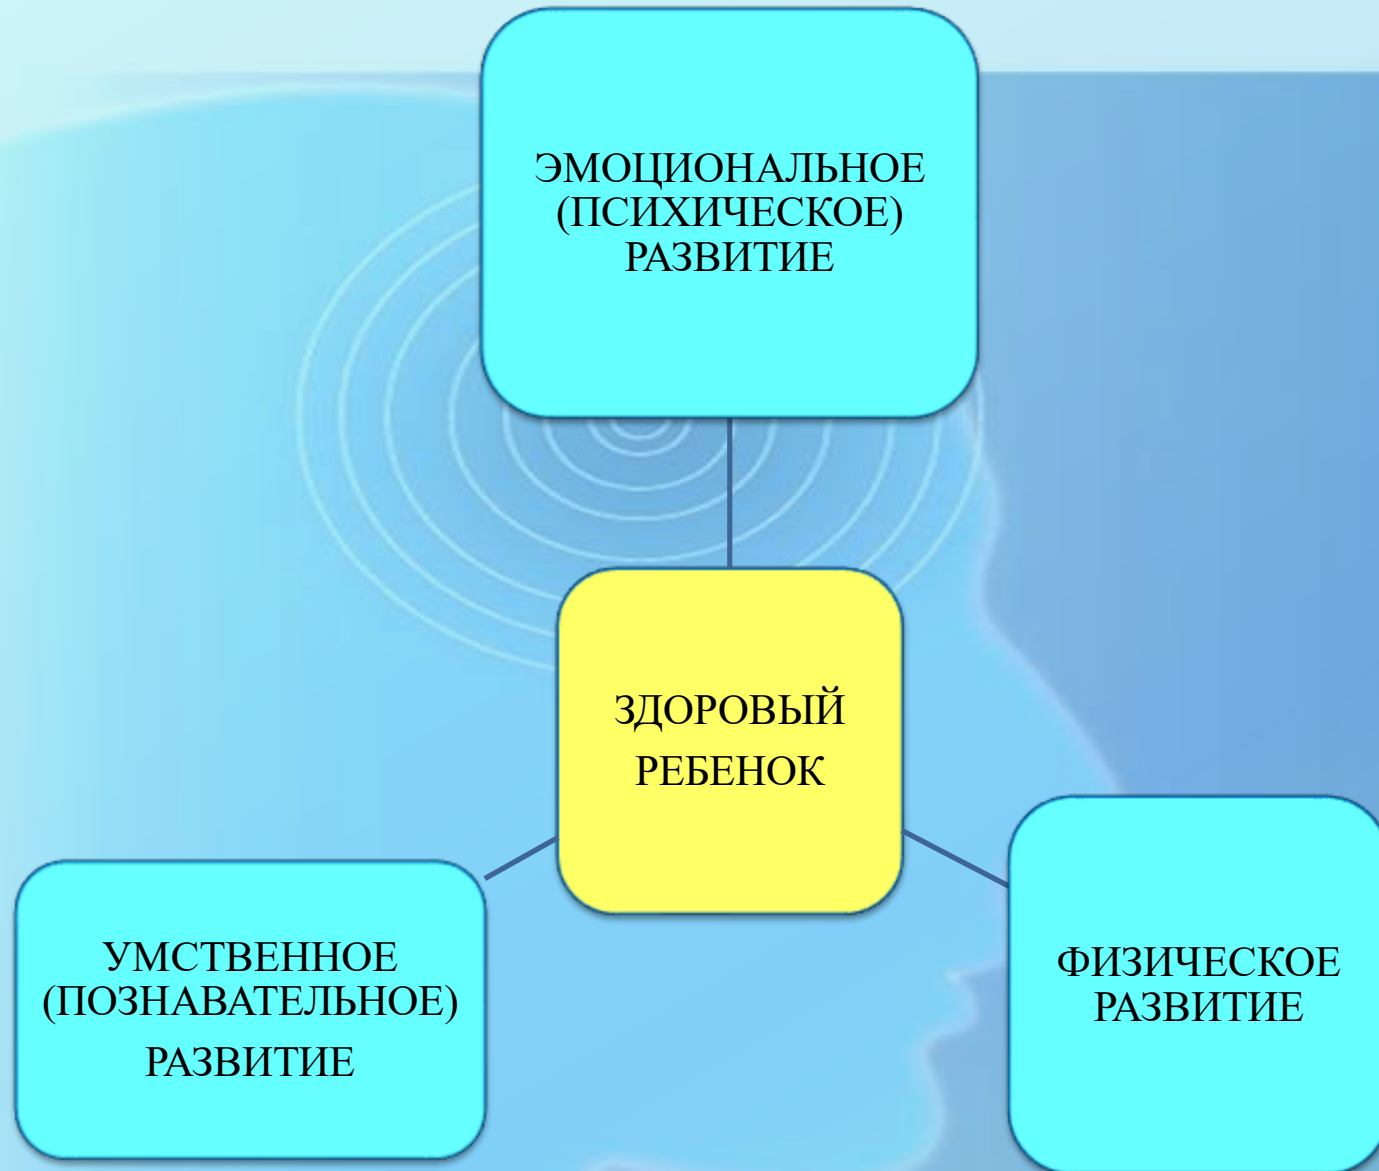 ЭМОЦИОНАЛЬНОЕ
(ПСИХИЧЕСКОЕ)
РАЗВИТИЕ
ЗДОРОВЫЙ
РЕБЕНОК
УМСТВЕННОЕ
(ПОЗНАВАТЕЛЬНОЕ)
РАЗВИТИЕ
ФИЗИЧЕСКОЕ
РАЗВИТИЕ